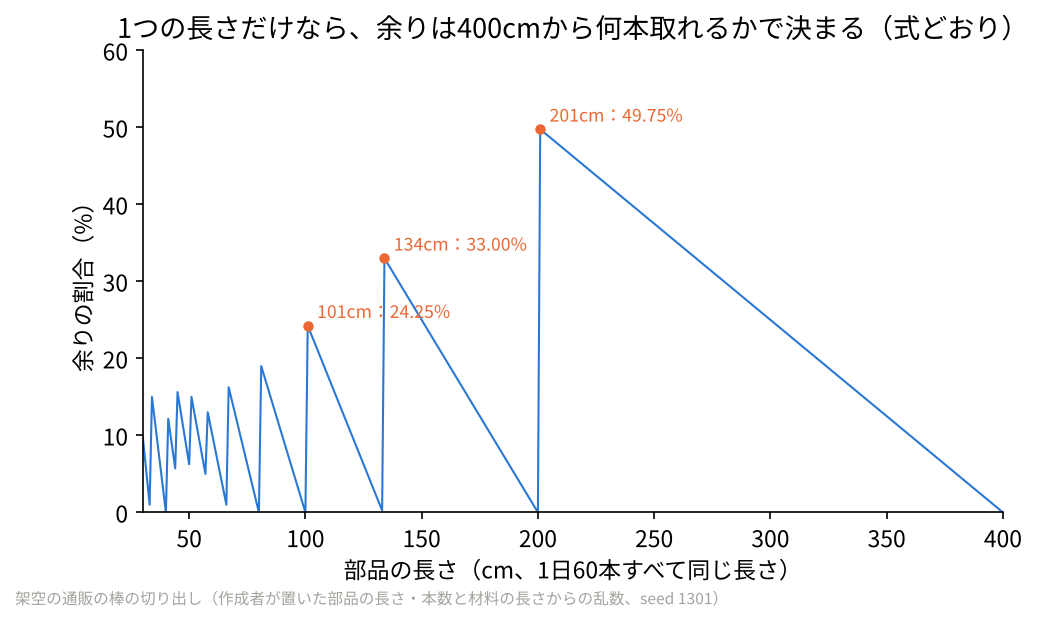 1つの長さだけなら、余りは400cmから何本取れるかで決まる（式どおり）
余りの割合（%）
60
50
40
30
20
10
0
201cm：49.75%
134cm：33.00%
101cm：24.25%
50
100
150
200
250
300
350
400
部品の長さ（cm、1日60本すべて同じ長さ）
架空の通販の棒の切り出し（作成者が置いた部品の長さ・本数と材料の長さからの乱数、seed 1301）